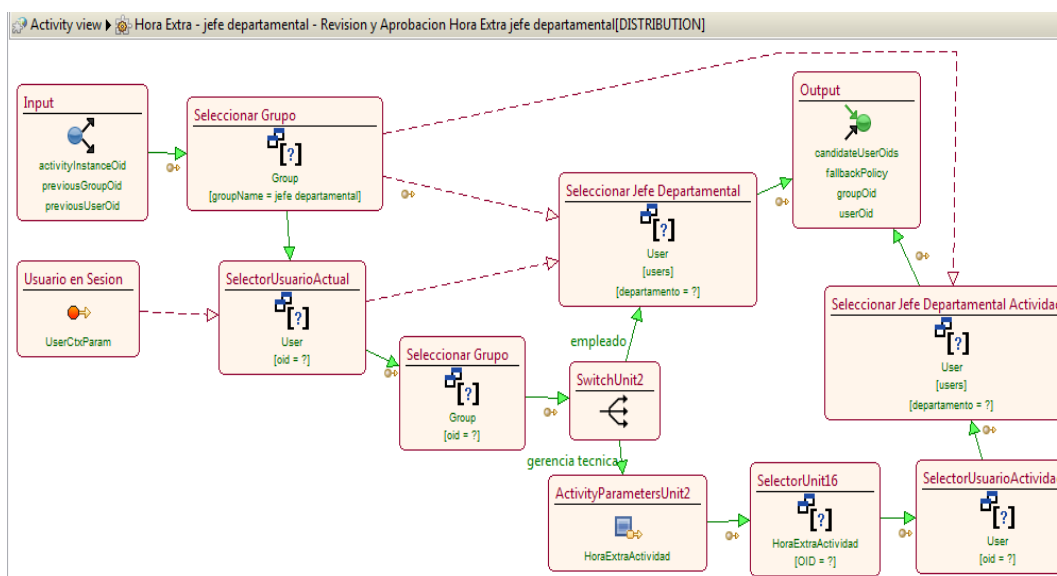 Activity view Hora Extra - jefe departamental - Revision y Aprobacion Hora Extra jefe departamental[DISTRIBUTION]
Input
activityInstanceOid
previousGroupOid
previousUserOid
Seleccionar Grupo
Group
[groupName = jefe departamental]
Output
candidateUserOids
fallbackPolicy
groupOid
userOid
Seleccionar Jefe Departamental
User
[users]
[departamento = ?]
Usuario en Sesion
UserCtxParam
SelectorUsuarioActual
User
[oid = ?]
Seleccionar Jefe Departamental Actividad
User
[users]
[departamento = ?]
Seleccionar Grupo
Group
[oid = ?]
empleado
SwitchUnit2
gerencia tecnica
ActivityParametersUnit2
HoraExtraActividad
SelectorUnit16
HoraExtraActividad
[OID = ?]
SelectorUsuarioActividad
User
[oid = ?]